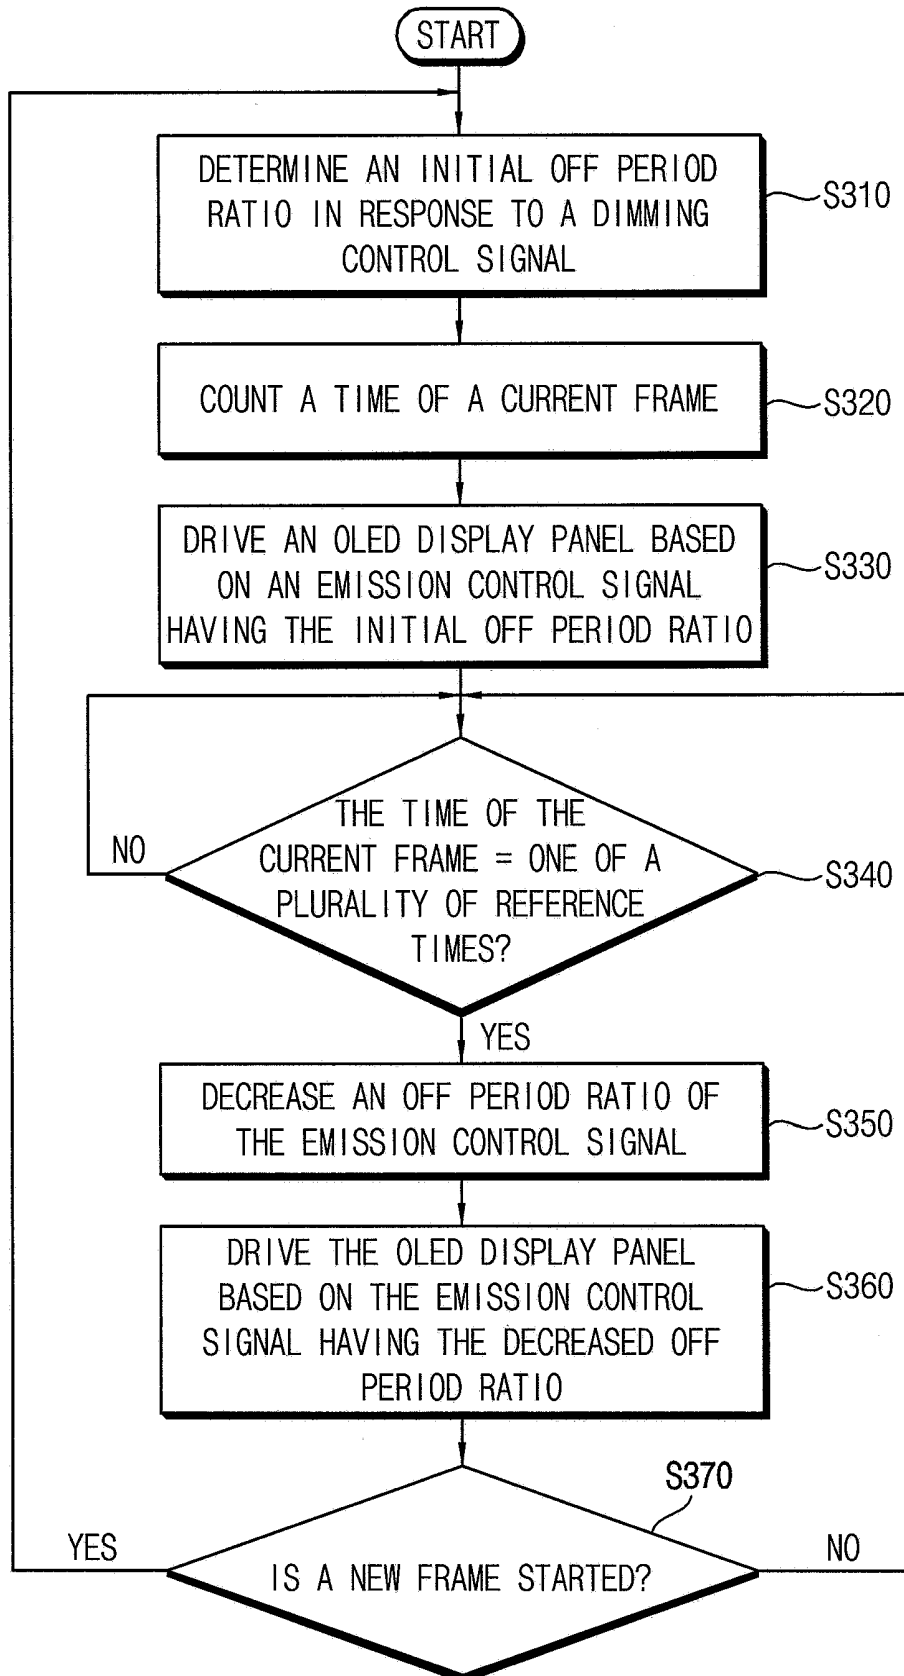 START
DETERMINE AN INITIAL OFF PERIOD
RATIO IN RESPONSE TO A DIMMING
CONTROL SIGNAL
S310
COUNT A TIME OF A CURRENT FRAME
S320
DRIVE AN OLED DISPLAY PANEL BASED
ON AN EMISSION CONTROL SIGNAL
HAVING THE INITIAL OFF PERIOD RATIO
S330
THE TIME OF THE
CURRENT FRAME = ONE OF A
PLURALITY OF REFERENCE
TIMES?
NO
S340
YES
DECREASE AN OFF PERIOD RATIO OF
THE EMISSION CONTROL SIGNAL
S350
DRIVE THE OLED DISPLAY PANEL
BASED ON THE EMISSION CONTROL
SIGNAL HAVING THE DECREASED OFF
PERIOD RATIO
S360
S370
YES
IS A NEW FRAME STARTED?
NO